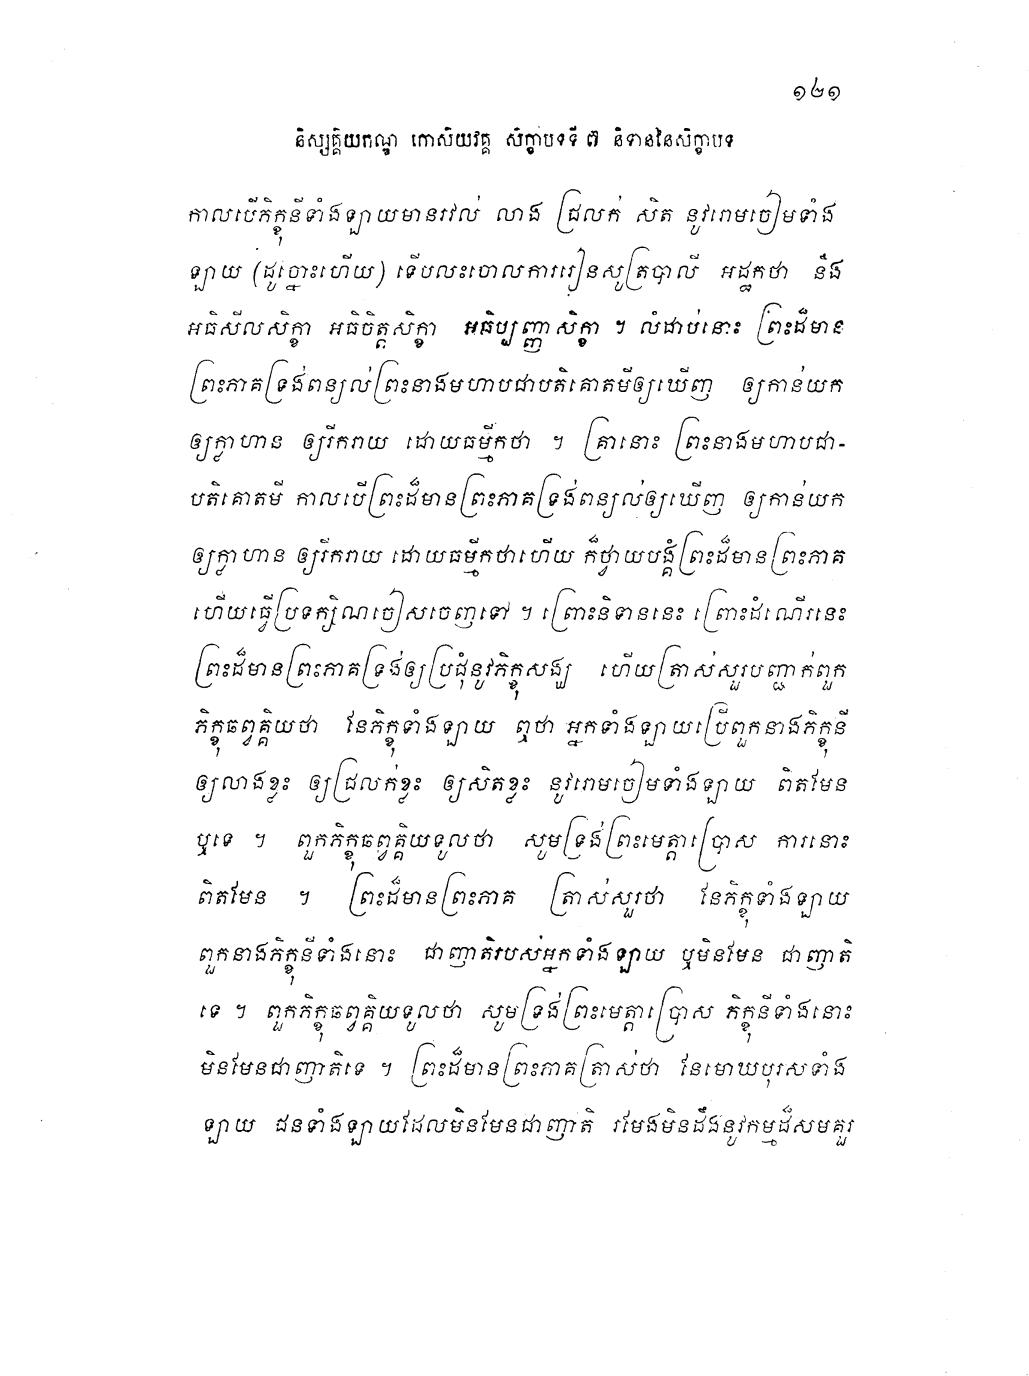 ១២១
និស្សគ្គិយកណ្ឌ កោសិយវគ្គ សិក្ខាបទទី ៧ និទាននៃសិក្ខាបទ
កាលបើភិក្ខុនីទាំងឡាយមានរវល់ លាង ជ្រលក់ សិត នូវរោមចៀមទាំង
ឡាយ (ដូច្នោះហើយ) ទើបលះចោលការរៀនសូត្របាលី អដ្ឋកថា នឹង
អធិសីលសិក្ខា អធិចិត្តសិក្ខា អធិប្បញ្ញាសិក្ខា ។ លំដាប់នោះ ព្រះដ៏មាន
ព្រះភាគទ្រង់ពន្យល់ព្រះនាងមហាបជាបតិគោតមីឲ្យឃើញ ឲ្យកាន់យក
ឲ្យក្លាហាន ឲ្យរីករាយ ដោយធម្មីកថា ។ គ្រានោះ ព្រះនាងមហាបជា-
បតិគោតមី កាលបើព្រះដ៏មានព្រះភាគទ្រង់ពន្យល់ឲ្យឃើញ ឲ្យកាន់យក
ឲ្យក្លាហាន ឲ្យរីករាយ ដោយធម្មីកថាហើយ ក៏ថ្វាយបង្គំព្រះដ៏មានព្រះភាគ
ហើយធ្វើប្រទក្សិណចៀសចេញទៅ ។ ព្រោះនិទាននេះ ព្រោះដំណើរនេះ
ព្រះដ៏មានព្រះភាគទ្រង់ឲ្យប្រជុំនូវភិក្ខុសង្ឃ ហើយត្រាស់សួរបញ្ជាក់ពួក
ភិក្ខុឆព្វគ្គិយថា នែភិក្ខុទាំងឡាយ ឮថា អ្នកទាំងឡាយប្រើពួកនាងភិក្ខុនី
ឲ្យលាងខ្លះ ឲ្យជ្រលក់ខ្លះ ឲ្យសិតខ្លះ នូវរោមចៀមទាំងឡាយ ពិតមែន
ឬទេ ។ ពួកភិក្ខុឆព្វគ្គិយទូលថា សូមទ្រង់ព្រះមេត្តាប្រោស ការនោះ
ពិតមែន ។ ព្រះដ៏មានព្រះភាគ ត្រាស់សួរថា នែភិក្ខុទាំងឡាយ
ពួកនាងភិក្ខុនីទាំងនោះ ជាញាតិរបស់អ្នកទាំងឡាយ ឬមិនមែន ជាញាតិ
ទេ ។ ពួកភិក្ខុឆព្វគ្គិយទូលថា សូមទ្រង់ព្រះមេត្តាប្រោស ភិក្ខុនីទាំងនោះ
មិនមែនជាញាតិទេ ។ ព្រះដ៏មានព្រះភាគត្រាស់ថា នែមោឃបុរសទាំង
ឡាយ ជនទាំងឡាយដែលមិនមែនជាញាតិ រមែងមិនដឹងនូវកម្មដ៏សមគួរ